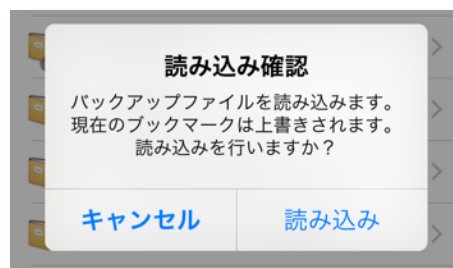 読み込み確認
バックアップファイルを読み込みます。
現在のブックマークは上書きされます。
読み込みを行いますか？
キャンセル
読み込み